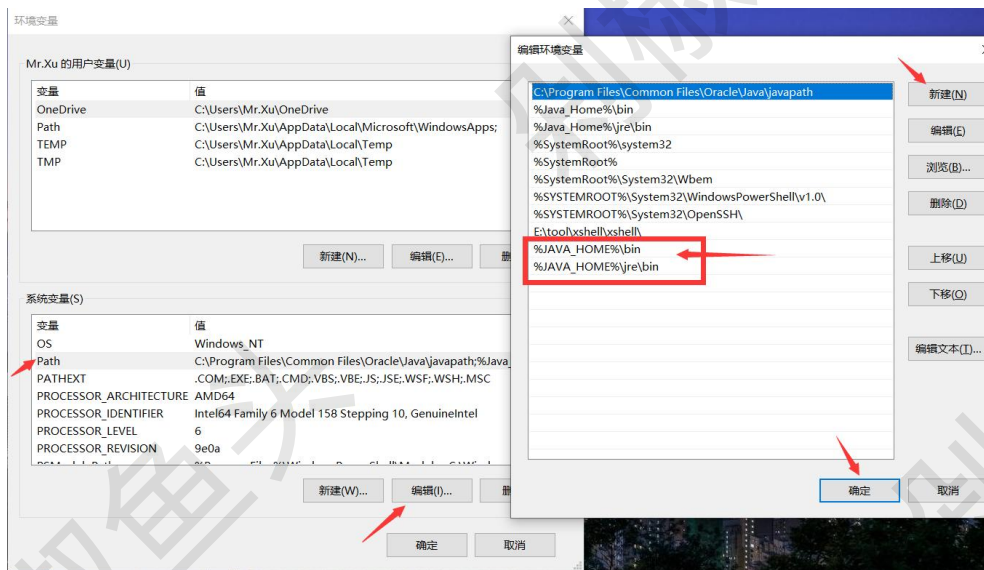 环境变量
Mr.Xu 的用户变量(U)
变量 值
OneDrive C:\Users\Mr.Xu\OneDrive
Path C:\Users\Mr.Xu\AppData\Local\Microsoft\WindowsApps;
TEMP C:\Users\Mr.Xu\AppData\Local\Temp
TMP C:\Users\Mr.Xu\AppData\Local\Temp
新建(N)... 编辑(E)... 删
系统变量(S)
变量 值
OS Windows_NT
Path C:\Program Files\Common Files\Oracle\Java\javapath;%Java_
PATHEXT .COM;.EXE;.BAT;.CMD;.VBS;.VBE;.JS;.JSE;.WSF;.WSH;.MSC
PROCESSOR_ARCHITECTURE AMD64
PROCESSOR_IDENTIFIER Intel64 Family 6 Model 158 Stepping 10, GenuineIntel
PROCESSOR_LEVEL 6
PROCESSOR_REVISION 9e0a
新建(W)... 编辑(I)... 删
确定 取消
编辑环境变量
C:\Program Files\Common Files\Oracle\Java\javapath
%Java_Home%\bin
%Java_Home%\jre\bin
%SystemRoot%\system32
%SystemRoot%
%SystemRoot%\System32\Wbem
%SYSTEMROOT%\System32\WindowsPowerShell\v1.0\
%SYSTEMROOT%\System32\OpenSSH\
E:\tool\xshell\xshell\
%JAVA_HOME%\bin
%JAVA_HOME%\jre\bin
新建(N)
编辑(E)
浏览(B)...
删除(D)
上移(U)
下移(O)
编辑文本(T)...
确定 取消